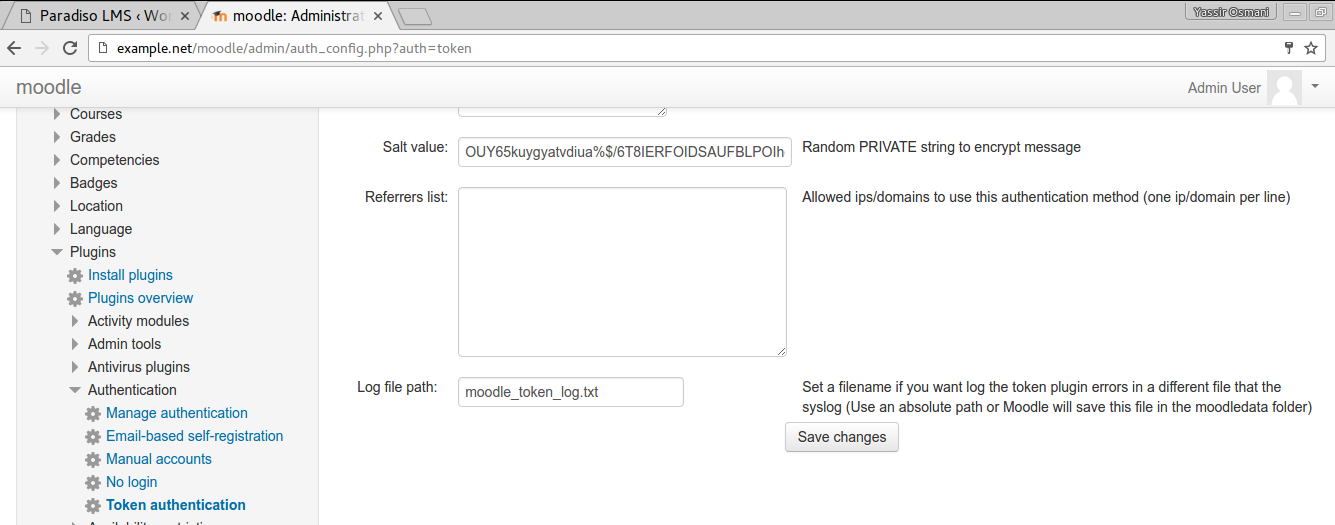 Paradiso LMS ‹ Wo
moodle: Administra
Yassir Osmani
example.net/moodle/admin/auth_config.php?auth=token
moodle
Admin User
Courses
Grades
Competencies
Badges
Location
Language
Plugins
Install plugins
Plugins overview
Activity modules
Admin tools
Antivirus plugins
Authentication
Manage authentication
Email-based self-registration
Manual accounts
No login
Token authentication
Salt value:
OUY65kuygyatvdiua%$/6T8IERFOIDSAUFBLPOIh
Random PRIVATE string to encrypt message
Referrers list:
Allowed ips/domains to use this authentication method (one ip/domain per line)
Log file path:
moodle_token_log.txt
Set a filename if you want log the token plugin errors in a different file that the
syslog (Use an absolute path or Moodle will save this file in the moodledata folder)
Save changes